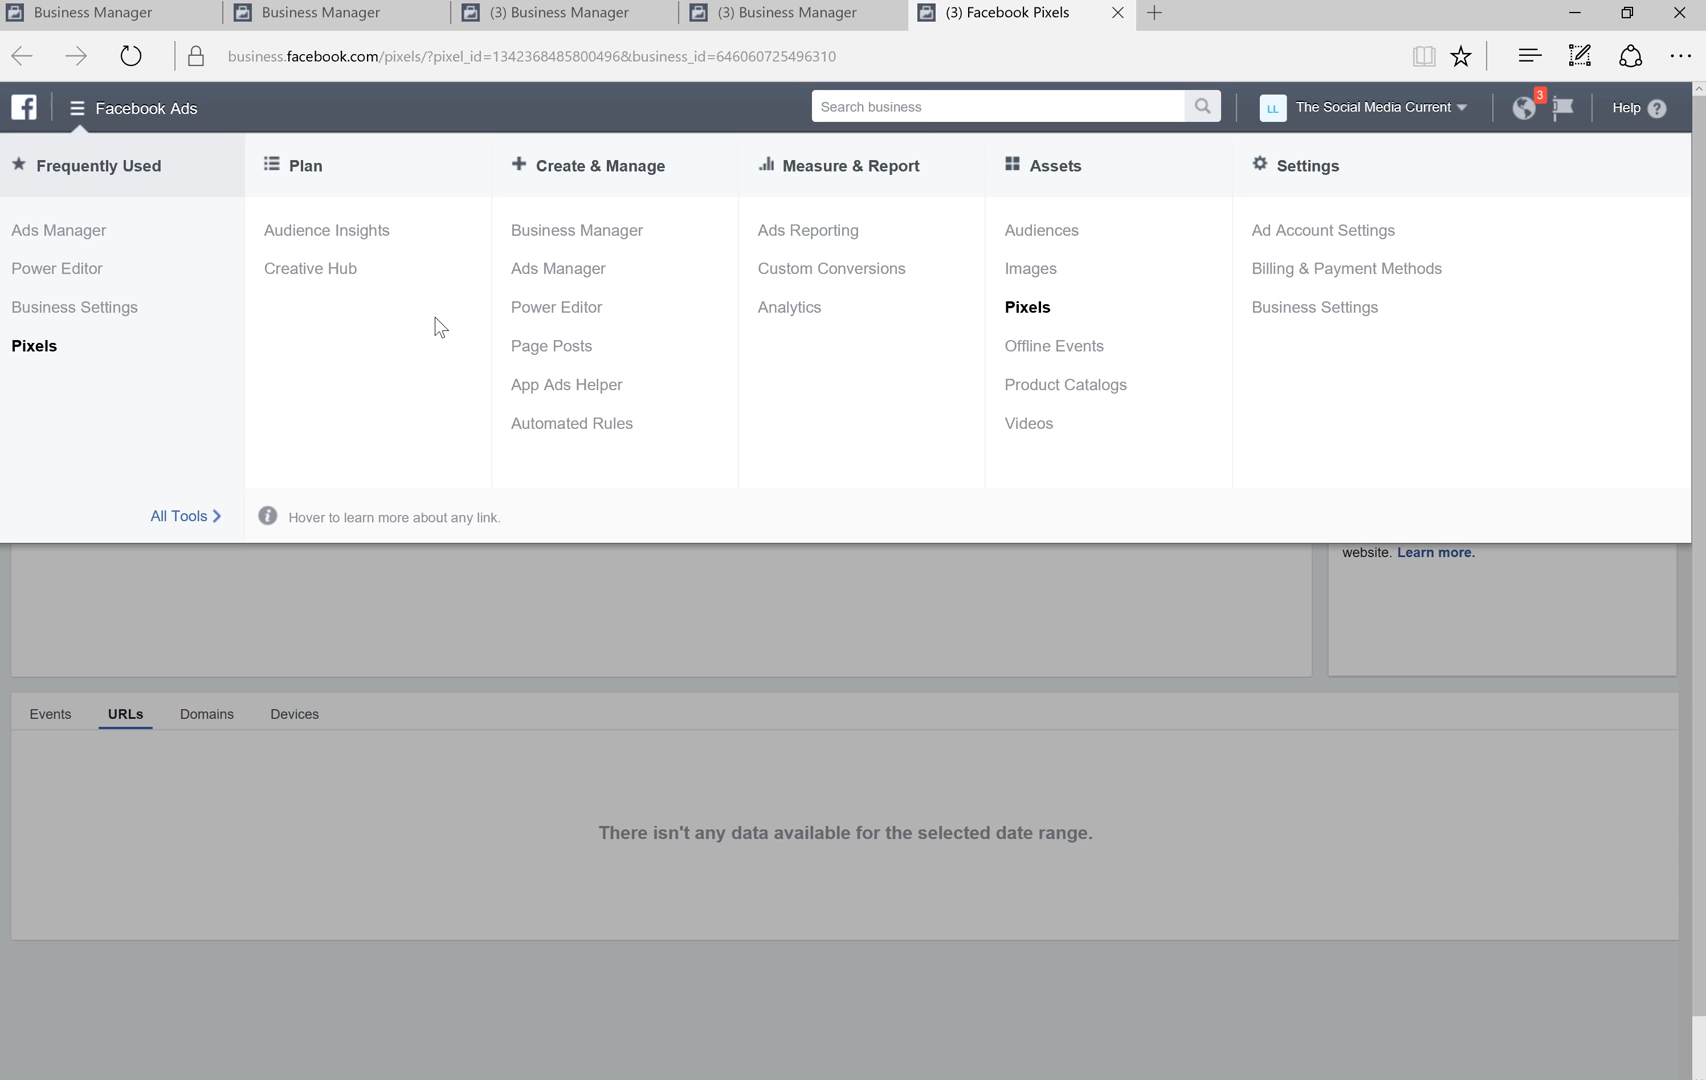 Business Manager
Business Manager
(3) Business Manager
(3) Business Manager
(3) Facebook Pixels
business.facebook.com/pixels/?pixel_id=1342368485800496&business_id=646060725496310
Facebook Ads
Search business
LL
The Social Media Current
3
Help ?
Frequently Used
Plan
Create & Manage
Measure & Report
Assets
Settings
Ads Manager
Power Editor
Business Settings
Pixels
All Tools
Audience Insights
Creative Hub
Business Manager
Ads Manager
Power Editor
Page Posts
App Ads Helper
Automated Rules
Ads Reporting
Custom Conversions
Analytics
Audiences
Images
Pixels
Offline Events
Product Catalogs
Videos
Ad Account Settings
Billing & Payment Methods
Business Settings
Hover to learn more about any link.
website. Learn more.
Events
URLs
Domains
Devices
There isn't any data available for the selected date range.